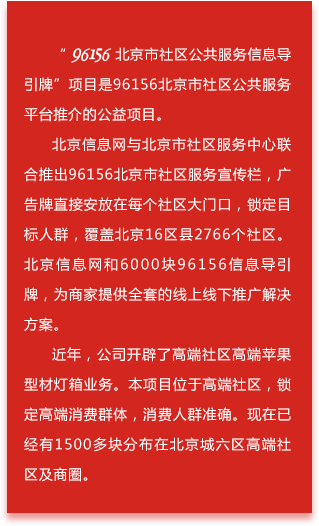 “ 96156 北京市社区公共服务信息导
引牌”项目是96156北京市社区公共服务
平台推介的公益项目。
北京信息网与北京市社区服务中心联
合推出96156北京市社区服务宣传栏，广
告牌直接安放在每个社区大门口，锁定目
标人群，覆盖北京16区县2766个社区。
北京信息网和6000块96156信息导引
牌，为商家提供全套的线上线下推广解决
方案。
近年，公司开辟了高端社区高端苹果
型材灯箱业务。本项目位于高端社区，锁
定高端消费群体，消费人群准确。现在已
经有1500多块分布在北京城六区高端社
区及商圈。